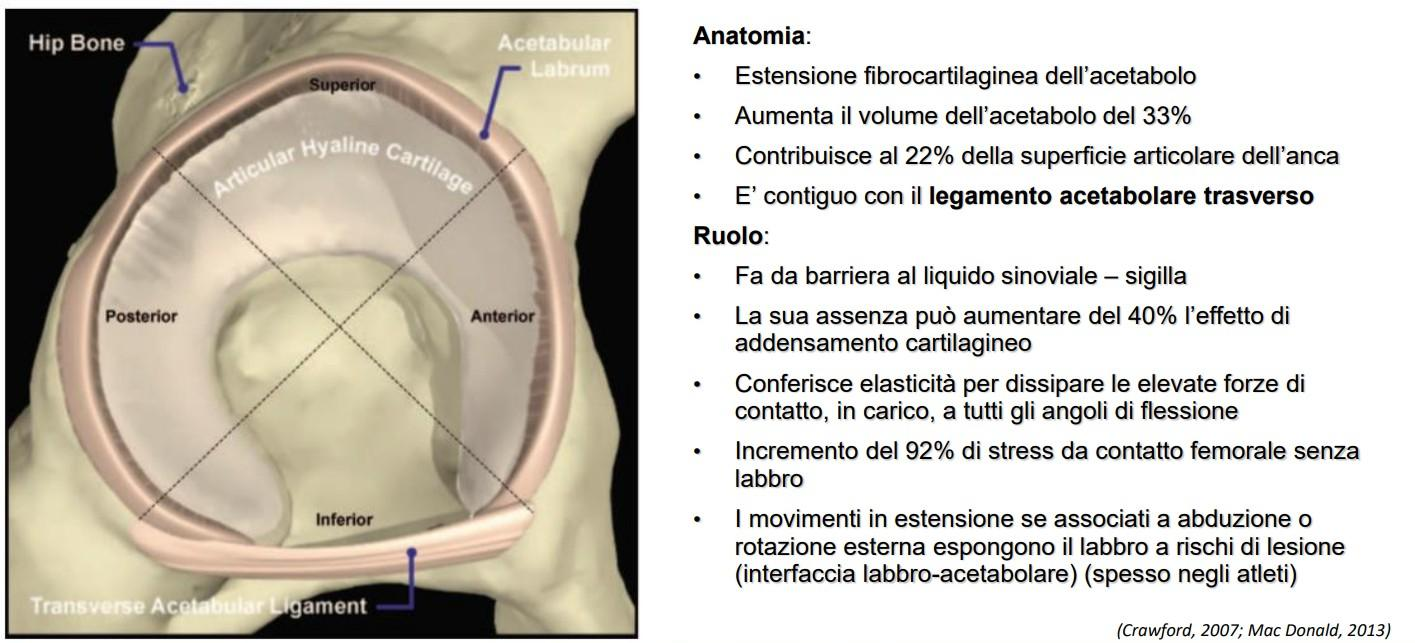 Hip Bone
Acetabular
Labrum
Superior
Articular Hyaline Cartilage
Posterior
Anterior
Inferior
Transverse Acetabular Ligament
Anatomia:
• Estensione fibrocartilaginea dell’acetabolo
• Aumenta il volume dell’acetabolo del 33%
• Contribuisce al 22% della superficie articolare dell’anca
• E’ contiguo con il legamento acetabolare trasverso
Ruolo:
• Fa da barriera al liquido sinoviale – sigilla
• La sua assenza può aumentare del 40% l’effetto di
addensamento cartilagineo
• Conferisce elasticità per dissipare le elevate forze di
contatto, in carico, a tutti gli angoli di flessione
• Incremento del 92% di stress da contatto femorale senza
labbro
• I movimenti in estensione se associati a abduzione o
rotazione esterna espongono il labbro a rischi di lesione
(interfaccia labbro-acetabolare) (spesso negli atleti)
(Crawford, 2007; Mac Donald, 2013)